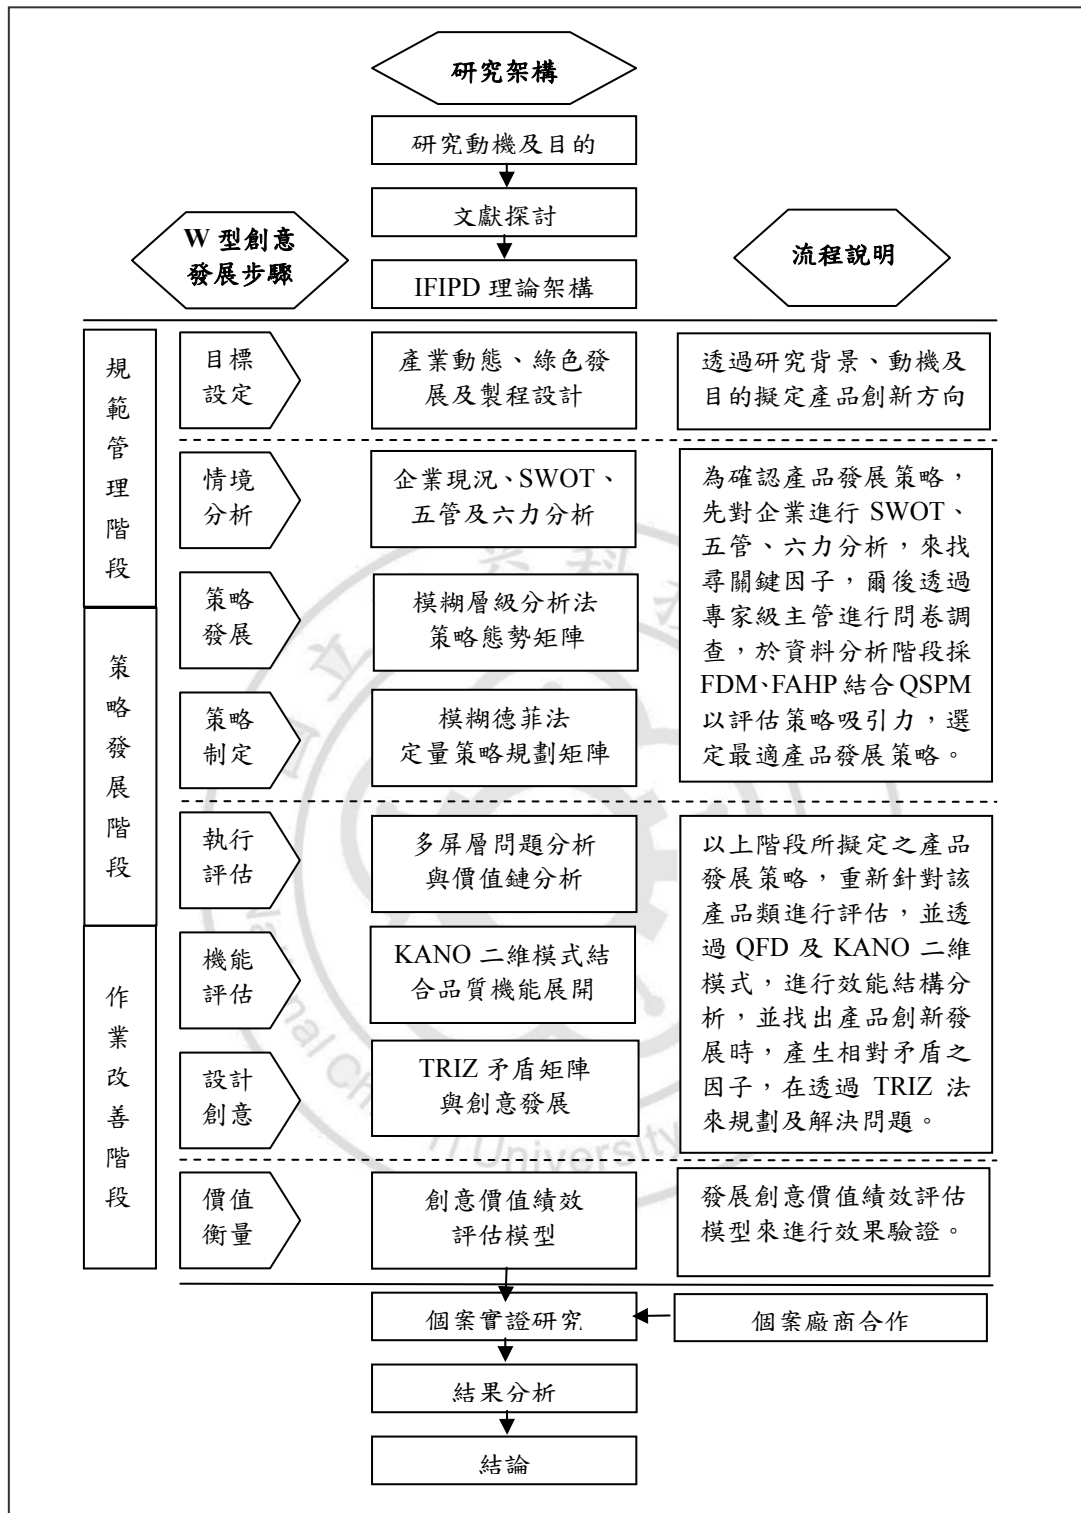 研究架構
研究動機及目的
文獻探討
IFIPD 理論架構
W 型創意
發展步驟
流程說明
規範管理階段
策略發展階段
作業改善階段
目標
設定
產業動態、綠色發
展及製程設計
透過研究背景、動機及
目的擬定產品創新方向
情境
分析
企業現況、SWOT、
五管及六力分析
策略
發展
模糊層級分析法
策略態勢矩陣
策略
制定
模糊德菲法
定量策略規劃矩陣
為確認產品發展策略，
先對企業進行 SWOT、
五管、六力分析，來找
尋關鍵因子，爾後透過
專家級主管進行問卷調
查，於資料分析階段採
FDM、FAHP 結合 QSPM
以評估策略吸引力，選
定最適產品發展策略。
執行
評估
多屏層問題分析
與價值鏈分析
機能
評估
KANO 二維模式結
合品質機能展開
設計
創意
TRIZ 矛盾矩陣
與創意發展
以上階段所擬定之產品
發展策略，重新針對該
產品類進行評估，並透
過 QFD 及 KANO 二維
模式，進行效能結構分
析，並找出產品創新發
展時，產生相對矛盾之
因子，在透過 TRIZ 法
來規劃及解決問題。
價值
衡量
創意價值績效
評估模型
發展創意價值績效評估
模型來進行效果驗證。
個案實證研究
個案廠商合作
結果分析
結論